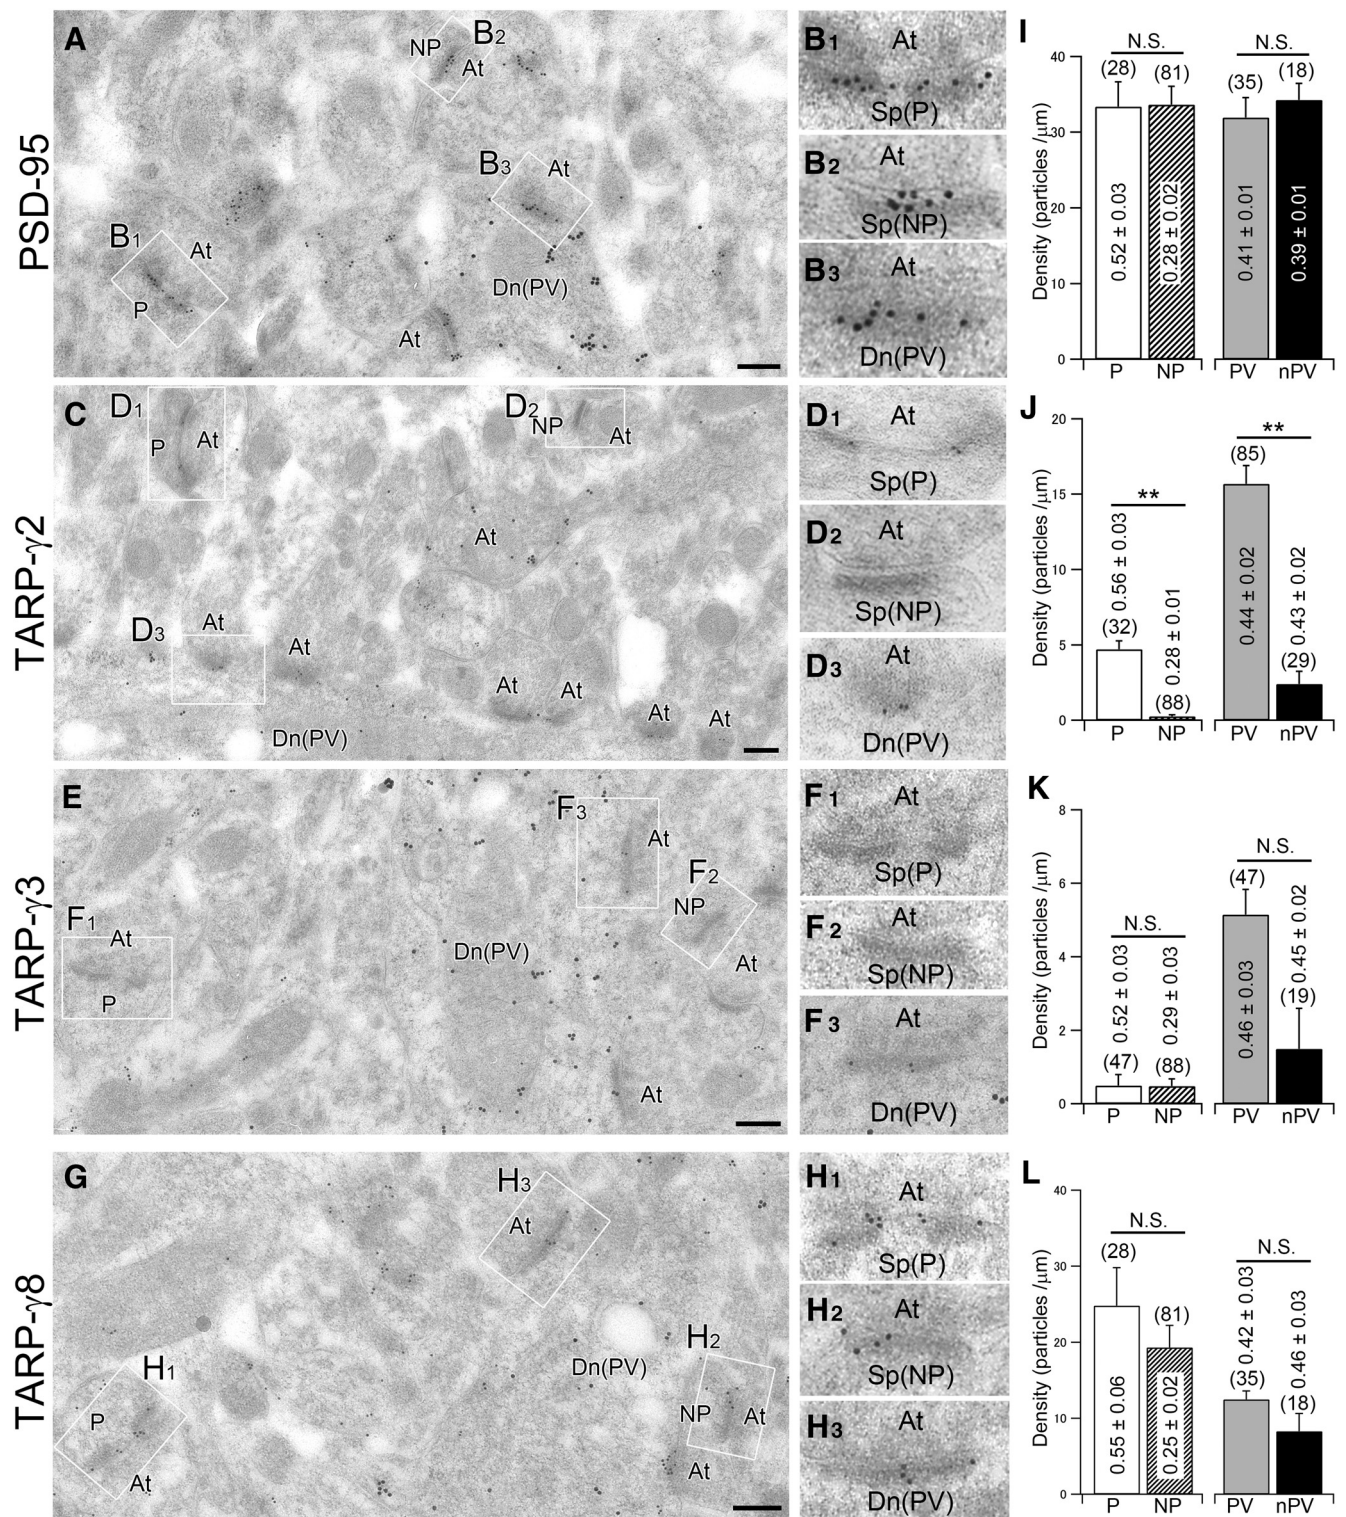 PSD-95
A
NP
B2
At
B3
At
B1
At
P
Dn(PV)
At
B1
At
Sp(P)
B2
At
Sp(NP)
B3
At
Dn(PV)
I
Density (particles /μm)
40
30
20
10
0
N.S.
N.S.
(28)
(81)
(35)
(18)
0.52 ± 0.03
0.28 ± 0.02
0.41 ± 0.01
0.39 ± 0.01
P
NP
PV
nPV
TARP-γ2
C
D1
P
At
D2
NP
At
At
D3
At
At
At
At
At
At
Dn(PV)
D1
At
Sp(P)
D2
At
Sp(NP)
D3
At
Dn(PV)
J
Density (particles /μm)
20
15
10
5
0
**
**
(32)
(88)
(85)
(29)
0.56 ± 0.03
0.28 ± 0.01
0.44 ± 0.02
0.43 ± 0.02
P
NP
PV
nPV
TARP-γ3
E
F3
At
F2
NP
At
F1
At
P
Dn(PV)
At
F1
At
Sp(P)
F2
At
Sp(NP)
F3
At
Dn(PV)
K
Density (particles /μm)
8
6
4
2
0
N.S.
N.S.
(47)
(88)
(47)
(19)
0.52 ± 0.03
0.29 ± 0.03
0.46 ± 0.03
0.45 ± 0.02
P
NP
PV
nPV
TARP-γ8
G
H3
At
H2
Dn(PV)
H1
P
At
NP
At
At
H1
At
Sp(P)
H2
At
Sp(NP)
H3
At
Dn(PV)
L
Density (particles /μm)
40
30
20
10
0
N.S.
N.S.
(28)
(81)
(35)
(18)
0.55 ± 0.06
0.25 ± 0.02
0.42 ± 0.03
0.46 ± 0.03
P
NP
PV
nPV